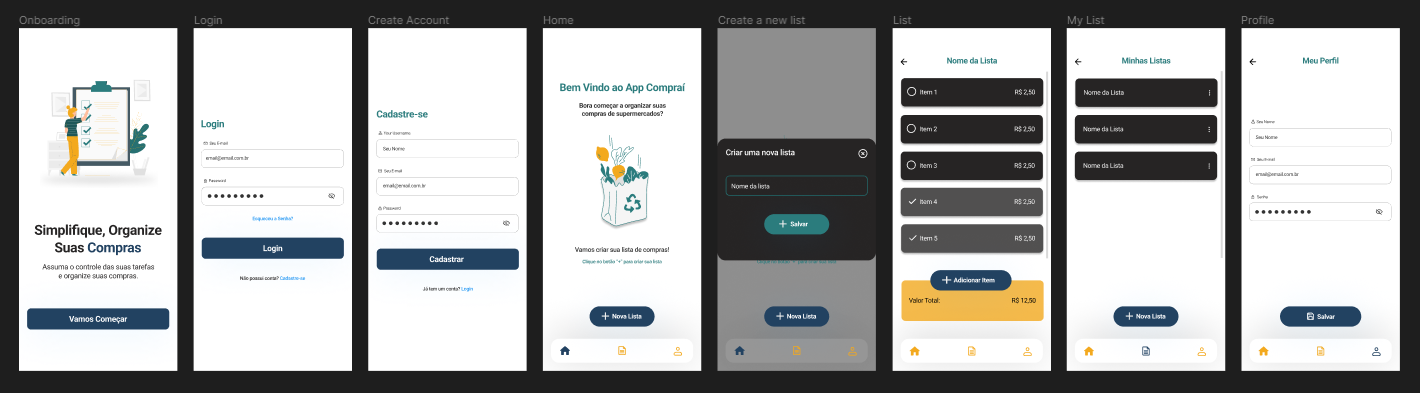 Onboarding
Simplifique, Organize
Suas Compras
Assuma o controle das suas tarefas
e organize suas compras.
Vamos Começar
Login
Login
Seu E-mail
email@email.com.br
Password
Esqueceu a Senha?
Login
Não possui conta? Cadastre-se
Create Account
Cadastre-se
Your Username
Seu Nome
Seu E-mail
email@email.com.br
Password
Cadastrar
Já tem um conta? Login
Home
Bem Vindo ao App Compraí
Bora começar a organizar suas
compras de supermercados?
Vamos criar sua lista de compras!
Clique no botão "+" para criar sua lista
+ Nova Lista
Create a new list
Criar uma nova lista
Nome da lista
+ Salvar
+ Nova Lista
List
Nome da Lista
Item 1 R$ 2,50
Item 2 R$ 2,50
Item 3 R$ 2,50
Item 4 R$ 2,50
Item 5 R$ 2,50
+ Adicionar Item
Valor Total: R$ 12,50
My List
Minhas Listas
Nome da Lista
Nome da Lista
Nome da Lista
+ Nova Lista
Profile
Meu Perfil
Seu Nome
Seu Nome
Seu E-mail
email@email.com.br
Senha
Salvar